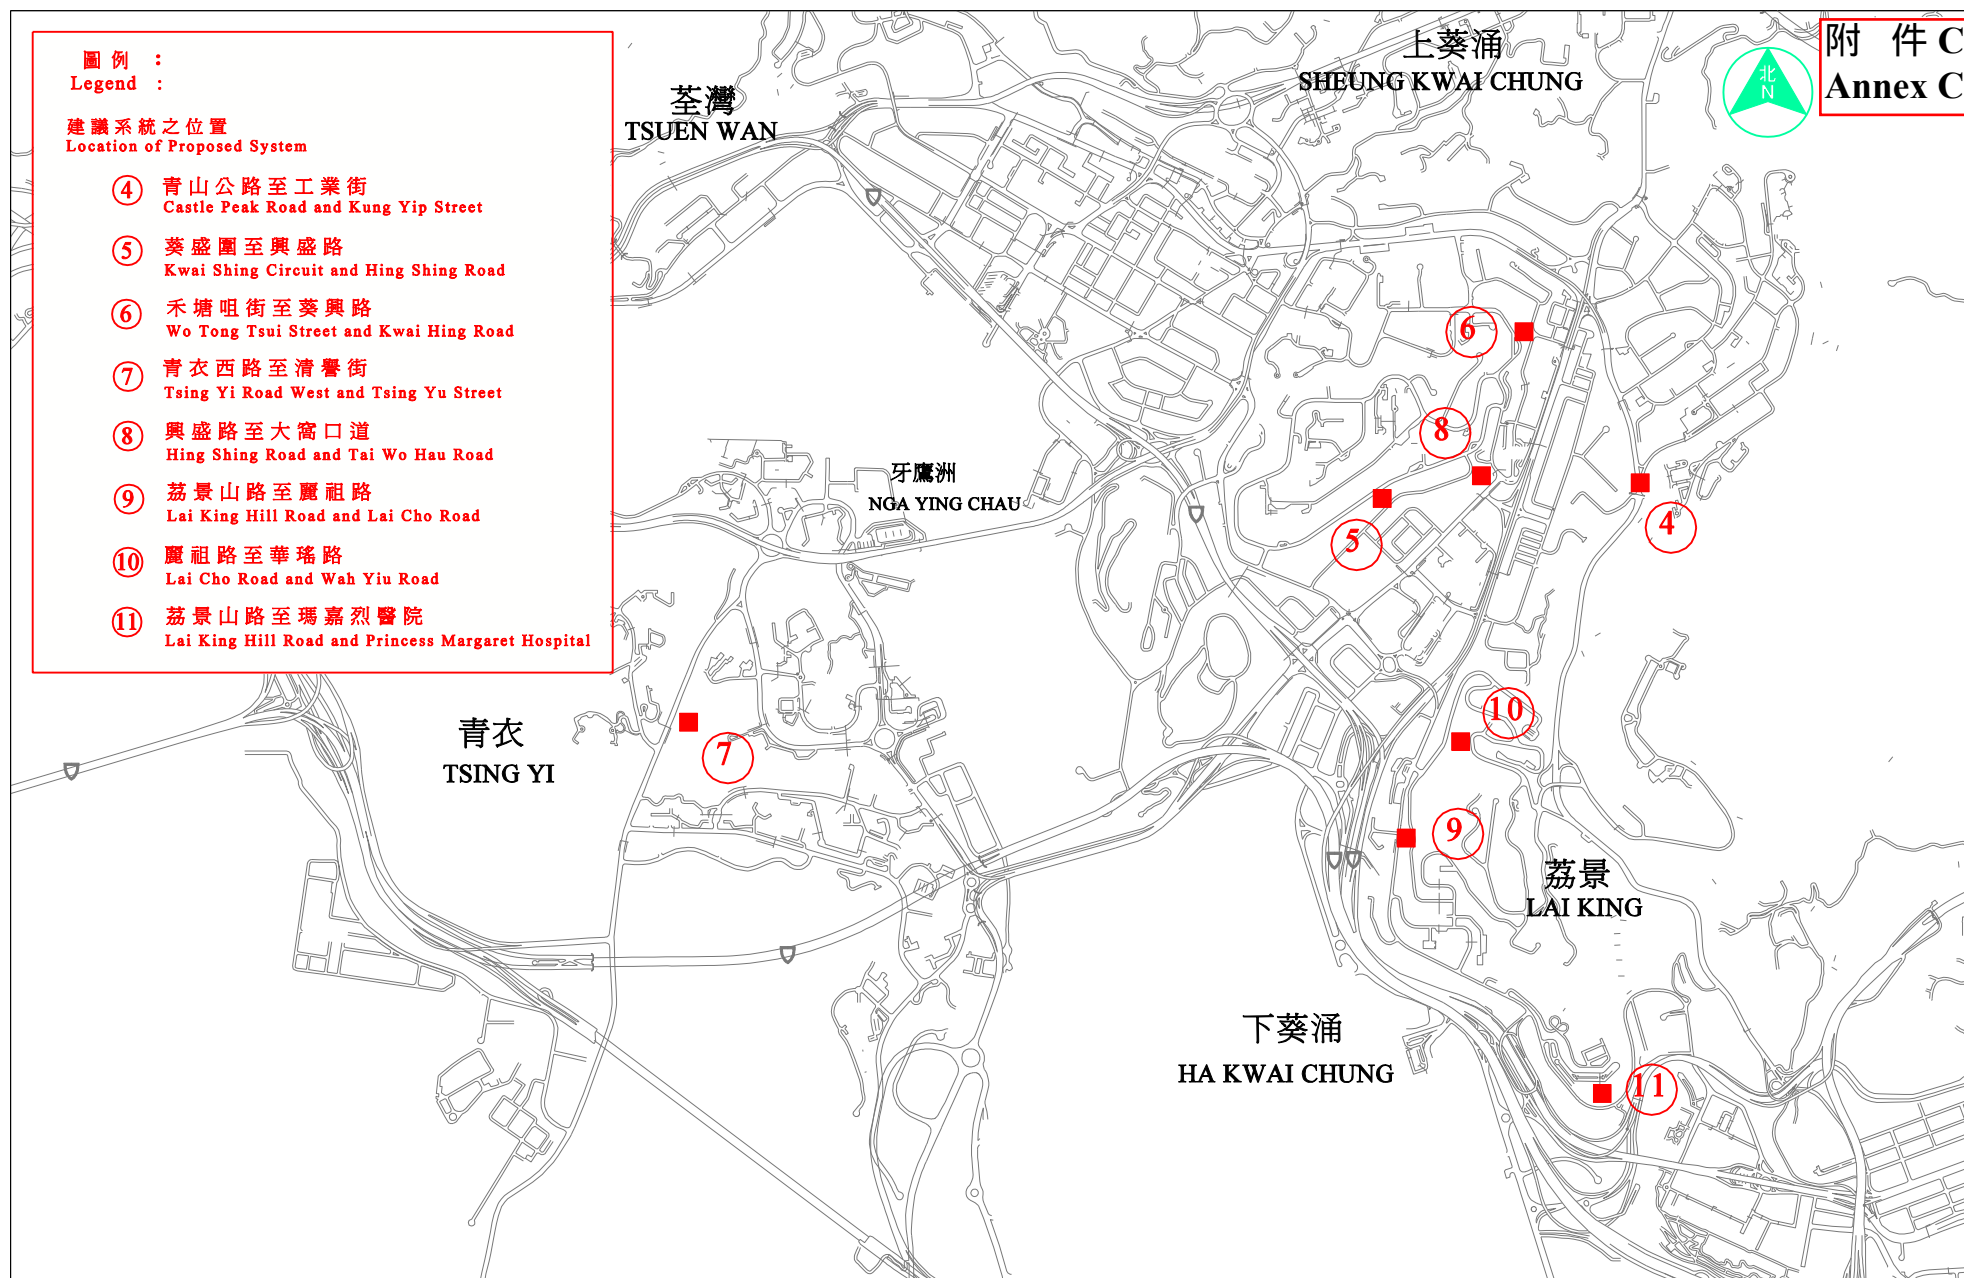 圖例 :
Legend :
建議系統之位置
Location of Proposed System
④ 青山公路至工業街
Castle Peak Road and Kung Yip Street
⑤ 葵盛圍至興盛路
Kwai Shing Circuit and Hing Shing Road
⑥ 禾塘咀街至葵興路
Wo Tong Tsui Street and Kwai Hing Road
⑦ 青衣西路至清譽街
Tsing Yi Road West and Tsing Yu Street
⑧ 興盛路至大窩口道
Hing Shing Road and Tai Wo Hau Road
⑨ 荔景山路至麗祖路
Lai King Hill Road and Lai Cho Road
⑩ 麗祖路至華瑤路
Lai Cho Road and Wah Yiu Road
⑪ 荔景山路至瑪嘉烈醫院
Lai King Hill Road and Princess Margaret Hospital
附 件 C
Annex C
北
N
上葵涌
SHEUNG KWAI CHUNG
荃灣
TSUEN WAN
6
8
牙鷹洲
NGA YING CHAU
5
4
青衣
TSING YI
7
10
9
荔景
LAI KING
下葵涌
HA KWAI CHUNG
11